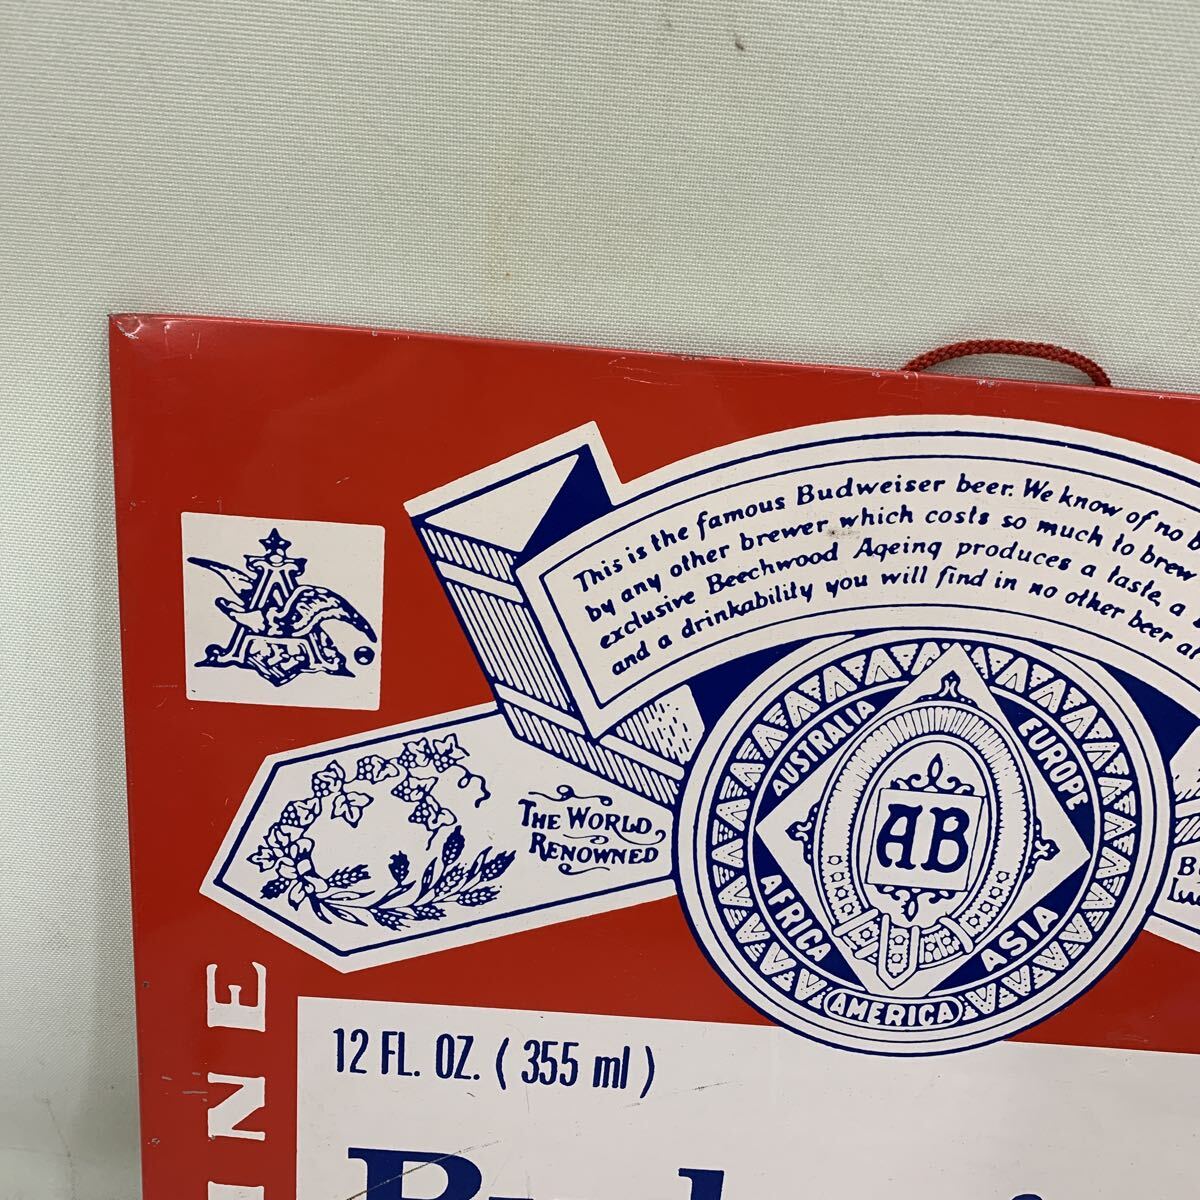 This is the famous Budweiser beer. We know of no
by any other brewer which costs so much to brew
exclusive Beechwood Ageing produces a taste, a
and a drinkability you will find in no other beer at
THE WORLD
RENOWNED
AUSTRALIA
EUROPE
AFRICA
ASIA
AMERICA
AB
12 FL. OZ. ( 355 ml )